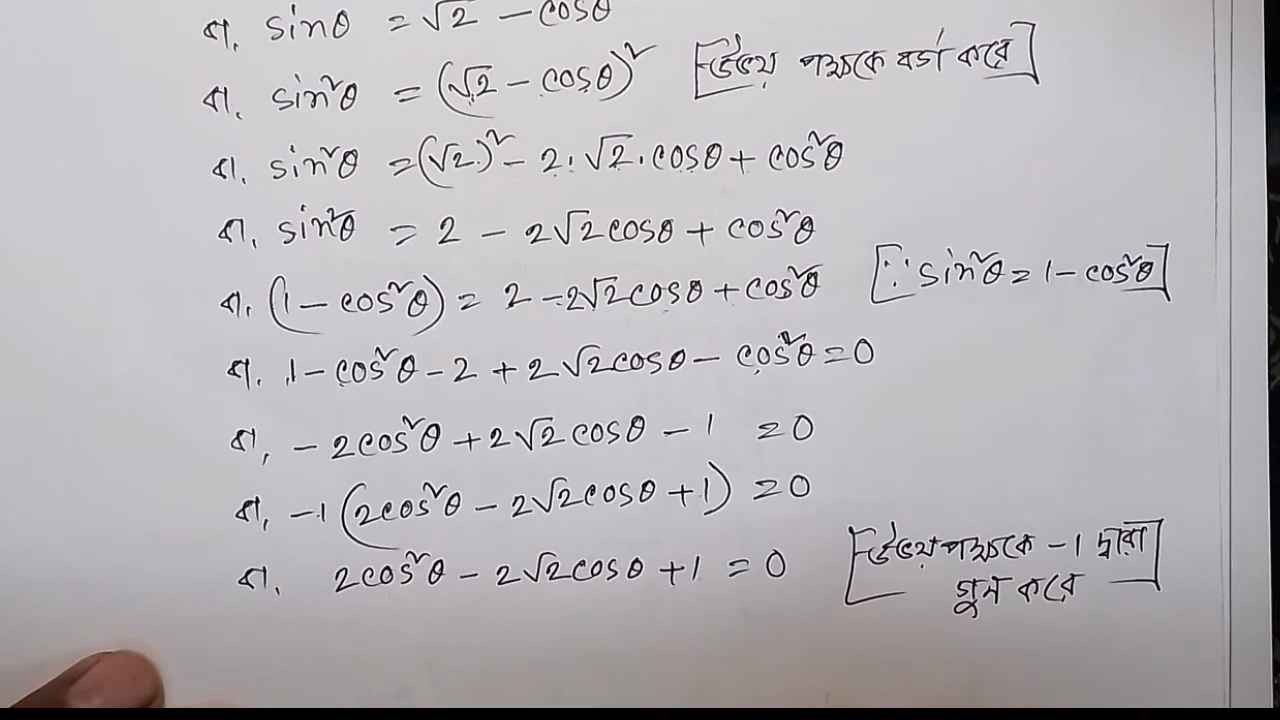 বা, sinθ = √2 − cosθ
বা, sin²θ = (√2 − cosθ)² [উভয় পক্ষকে বর্গ করে]
বা, sin²θ = (√2)² − 2·√2·cosθ + cos²θ
বা, sin²θ = 2 − 2√2cosθ + cos²θ
বা, (1 − cos²θ) = 2 − 2√2cosθ + cos²θ [∵ sin²θ = 1 − cos²θ]
বা, 1 − cos²θ − 2 + 2√2cosθ − cos²θ = 0
বা, −2cos²θ + 2√2cosθ − 1 = 0
বা, −1(2cos²θ − 2√2cosθ + 1) = 0
বা, 2cos²θ − 2√2cosθ + 1 = 0 [উভয়পক্ষকে −1 দ্বারা
গুন করে]